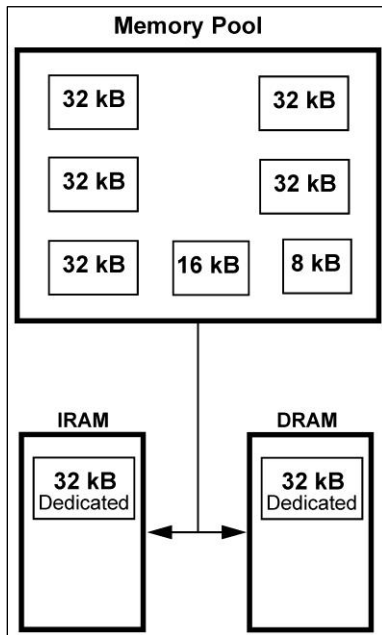 Memory Pool
32 kB
32 kB
32 kB
32 kB
32 kB
16 kB
8 kB
IRAM
DRAM
32 kB
Dedicated
32 kB
Dedicated